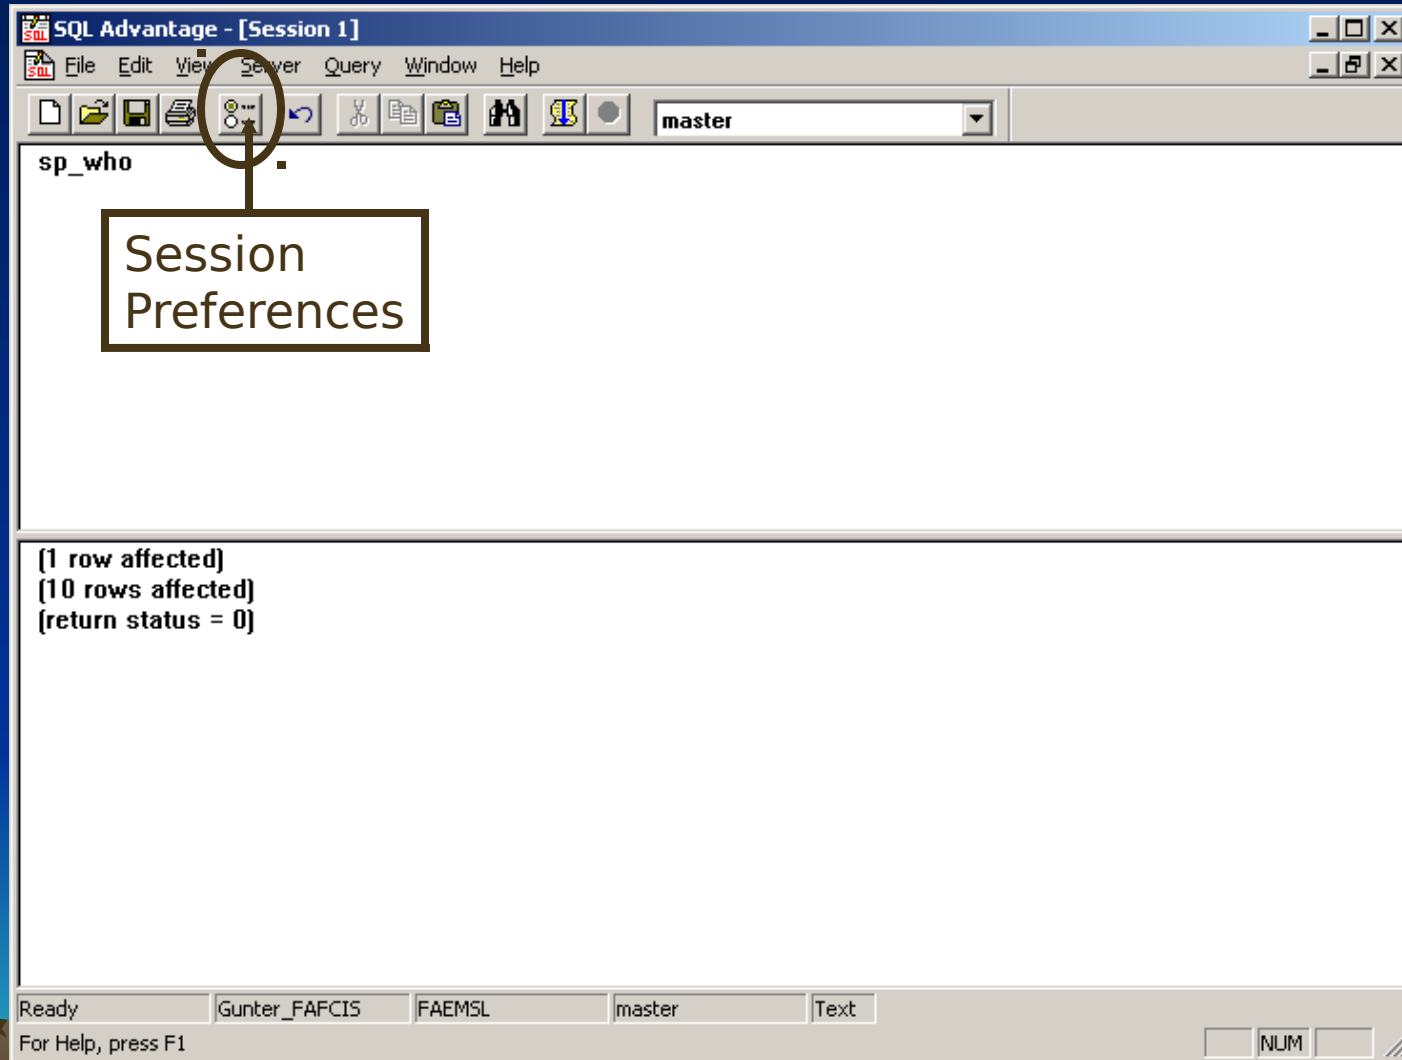 SQL Advantage - [Session 1]
File Edit View Server Query Window Help
master
sp_who
Session
Preferences
(1 row affected)
(10 rows affected)
(return status = 0)
Ready Gunter_FAFCIS FAEMSL master Text
For Help, press F1 NUM